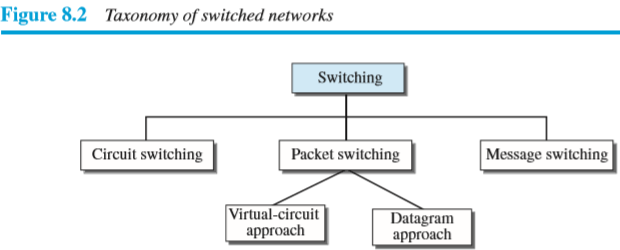 Figure 8.2 Taxonomy of switched networks
Switching
Circuit switching
Packet switching
Message switching
Virtual-circuit
approach
Datagram
approach